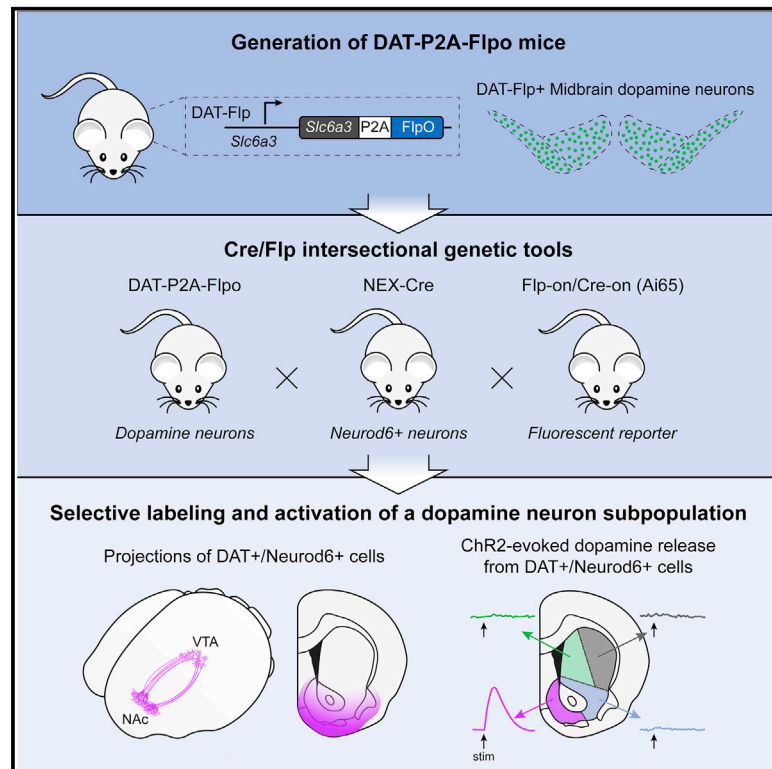 Generation of DAT-P2A-Flpo mice
DAT-Flp
Slc6a3
Slc6a3 P2A FlpO
DAT-Flp+ Midbrain dopamine neurons
Cre/Flp intersectional genetic tools
DAT-P2A-Flpo
NEX-Cre
Flp-on/Cre-on (Ai65)
Dopamine neurons
Neurod6+ neurons
Fluorescent reporter
Selective labeling and activation of a dopamine neuron subpopulation
Projections of DAT+/Neurod6+ cells
VTA
NAc
ChR2-evoked dopamine release
from DAT+/Neurod6+ cells
stim